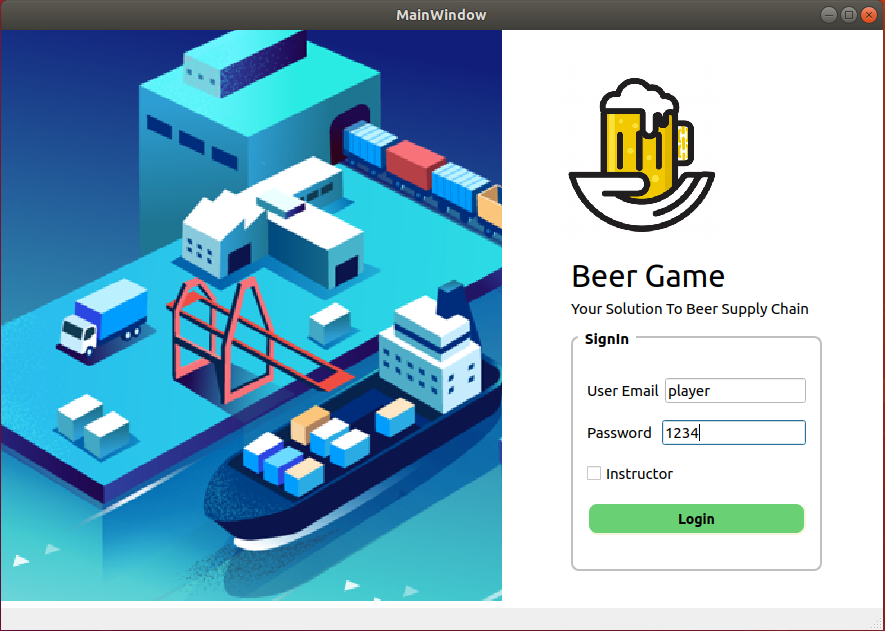 MainWindow
Beer Game
Your Solution To Beer Supply Chain
SignIn
User Email player
Password 1234
Instructor
Login